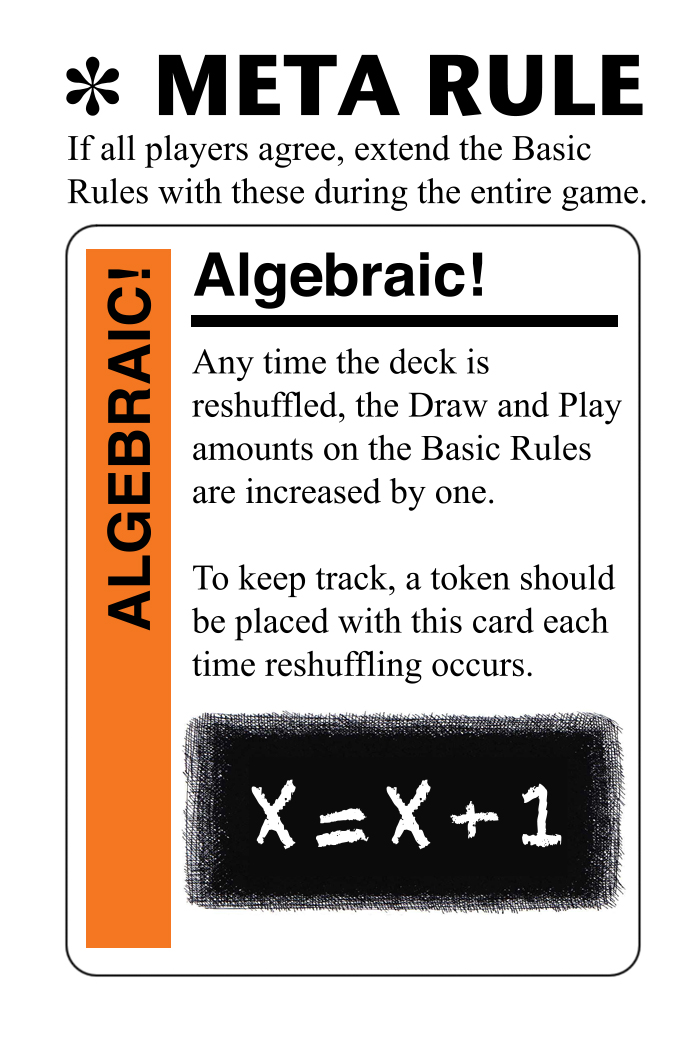 * META RULE
If all players agree, extend the Basic
Rules with these during the entire game.
ALGEBRAIC!
Algebraic!
Any time the deck is
reshuffled, the Draw and Play
amounts on the Basic Rules
are increased by one.
To keep track, a token should
be placed with this card each
time reshuffling occurs.
X = X + 1